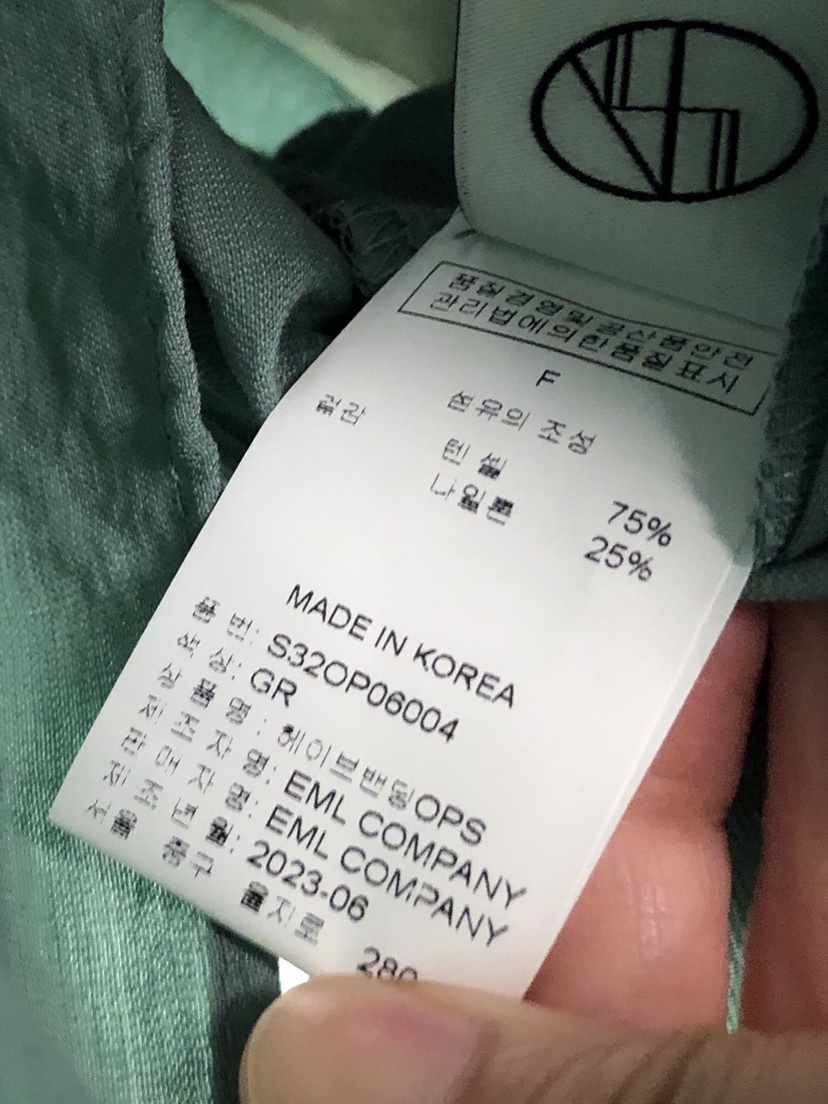 품질경영및공산품안전
관리법에의한품질표시
F
겉감 섬유의 조성
텐 셀 75%
나일론 25%
MADE IN KOREA
품 번: S32OP06004
색 상: GR
상 품 명 : 헤이브밴딩OPS
제 조 자 명: EML COMPANY
판 매 자 명: EML COMPANY
제 조 년 월: 2023-06
서울 중구 을지로 280